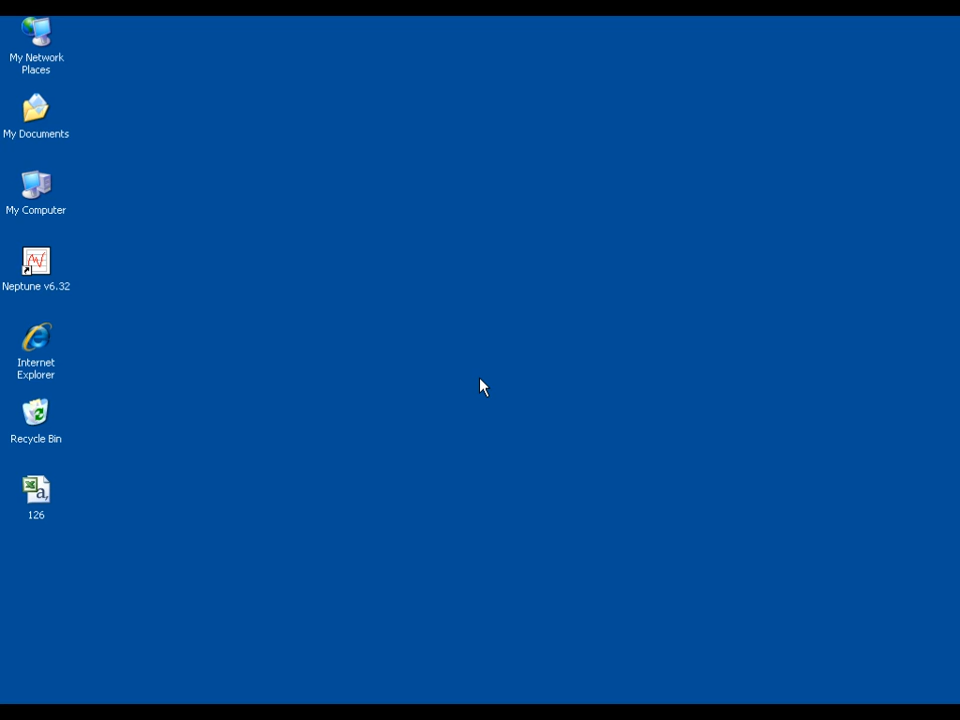 My Network
Places
My Documents
My Computer
Neptune v6.32
Internet
Explorer
Recycle Bin
a,
126